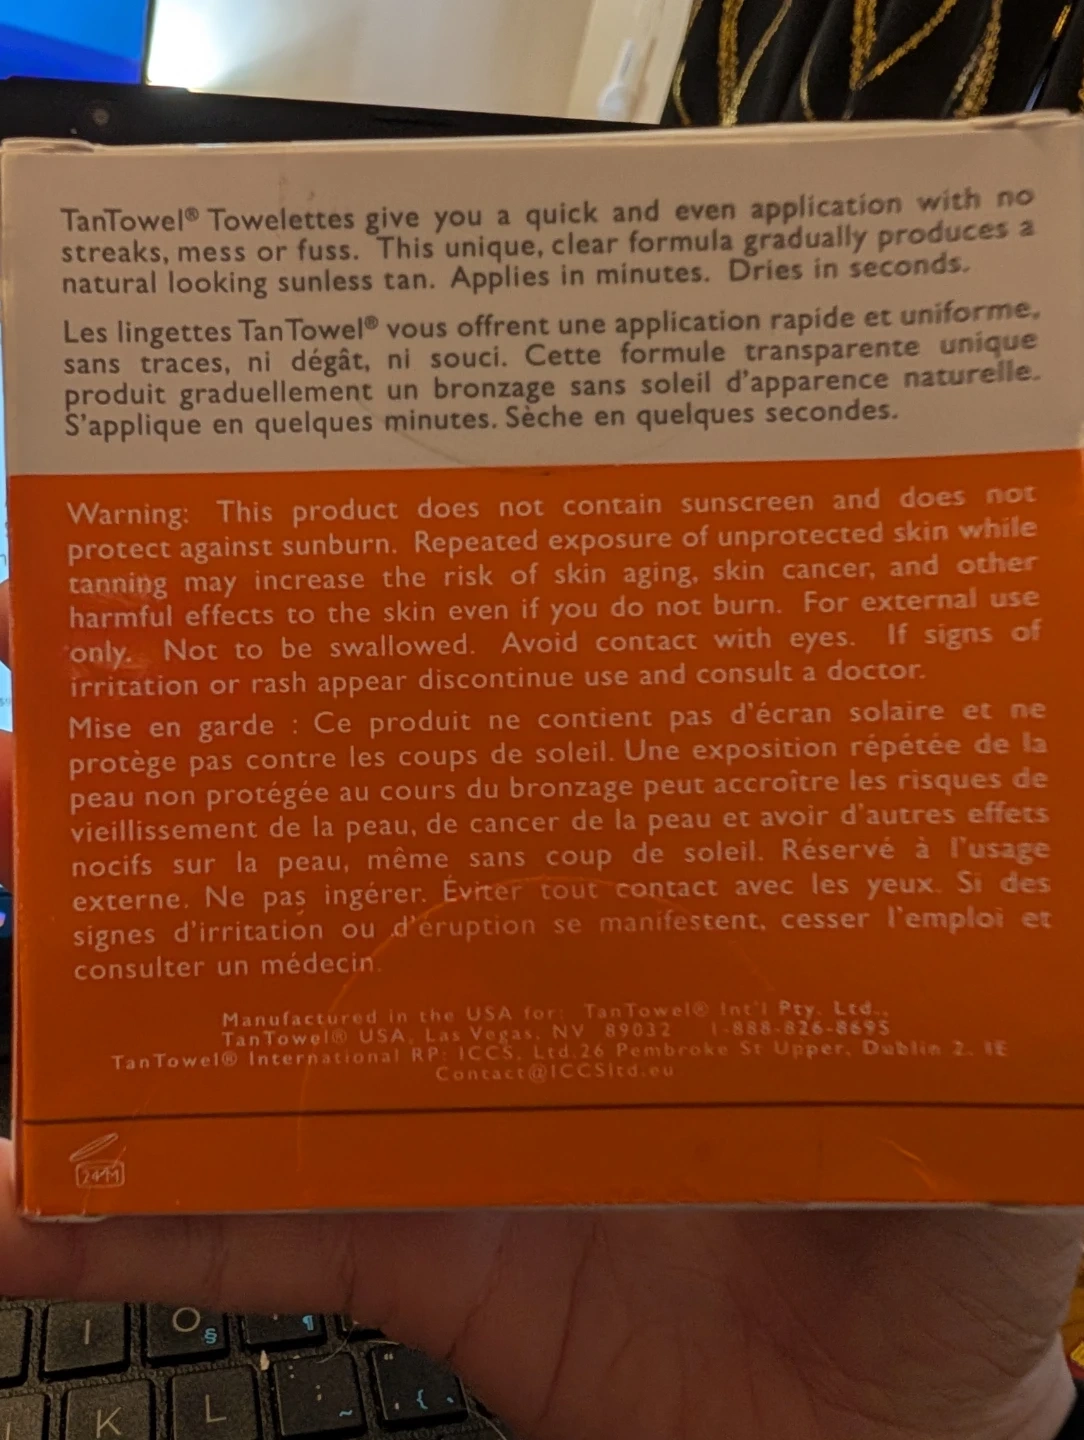 TanTowel® Towelettes give you a quick and even application with no
streaks, mess or fuss. This unique, clear formula gradually produces a
natural looking sunless tan. Applies in minutes. Dries in seconds.
Les lingettes TanTowel® vous offrent une application rapide et uniforme,
sans traces, ni dégât, ni souci. Cette formule transparente unique
produit graduellement un bronzage sans soleil d'apparence naturelle.
S'applique en quelques minutes. Sèche en quelques secondes.
Warning: This product does not contain sunscreen and does not
protect against sunburn. Repeated exposure of unprotected skin while
tanning may increase the risk of skin aging, skin cancer, and other
harmful effects to the skin even if you do not burn. For external use
only. Not to be swallowed. Avoid contact with eyes. If signs of
irritation or rash appear discontinue use and consult a doctor.
Mise en garde : Ce produit ne contient pas d'écran solaire et ne
protège pas contre les coups de soleil. Une exposition répétée de la
peau non protégée au cours du bronzage peut accroître les risques de
vieillissement de la peau, de cancer de la peau et avoir d'autres effets
nocifs sur la peau, même sans coup de soleil. Réservé à l'usage
externe. Ne pas ingérer. Éviter tout contact avec les yeux. Si des
signes d'irritation ou d'éruption se manifestent, cesser l'emploi et
consulter un médecin.
Manufactured in the USA for: TanTowel® Int'l Pty. Ltd.,
TanTowel® USA, Las Vegas, NV 89032 1-888-826-8695
TanTowel® International RP: ICCS, Ltd.26 Pembroke St Upper, Dublin 2, IE
Contact@ICCSltd.eu
24M
I O § ¶
K L : ; ~ " ' { `